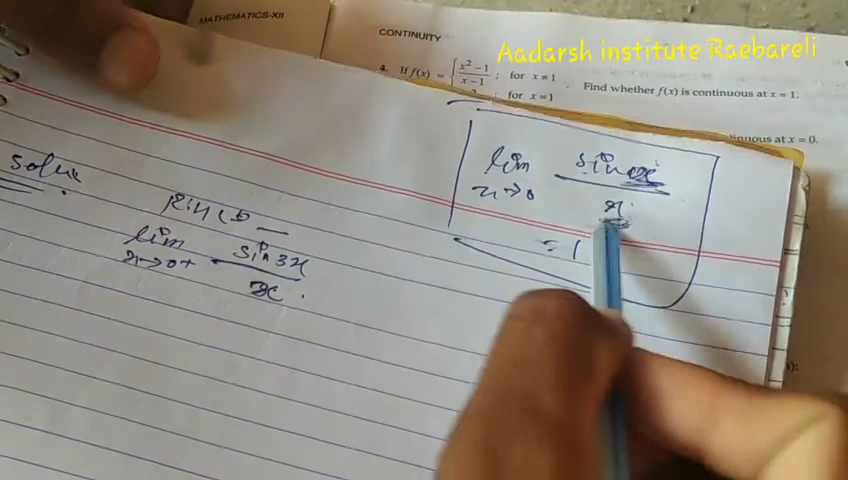 MATHEMATICS-XII
CONTINUITY
Aadarsh institute Raebareli
4. If f(x) = { x² − 1 / x − 1 ; for x ≠ 1
; for x = 1
Find whether f(x) is continuous at x = 1.
tinuous at x = 0.
lim sin x / x
x→0
= 1
solu
lim sin 3x / x
x→0+